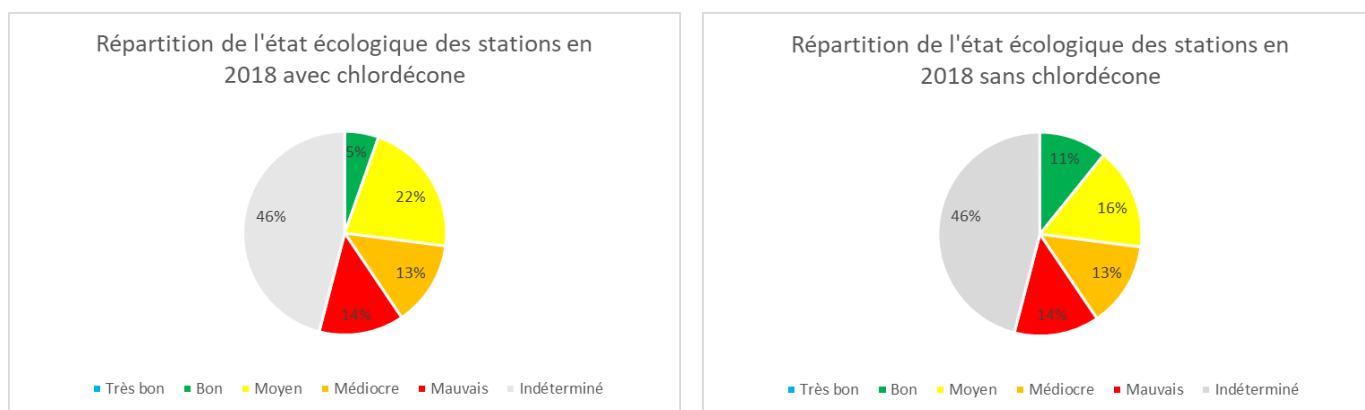 Répartition de l'état écologique des stations en
2018 avec chlordécone
5%
22%
13%
14%
46%
Très bon Bon Moyen Médiocre Mauvais Indéterminé
Répartition de l'état écologique des stations en
2018 sans chlordécone
11%
16%
13%
14%
46%
Très bon Bon Moyen Médiocre Mauvais Indéterminé